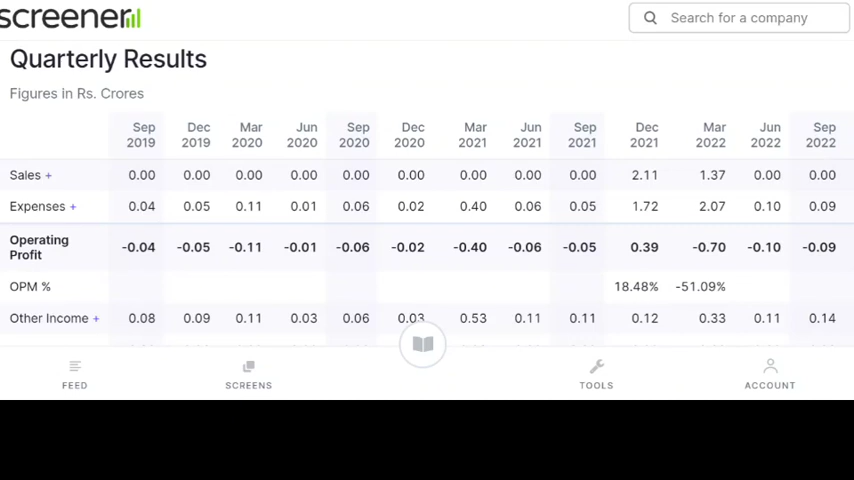 screener
Search for a company
Quarterly Results
Figures in Rs. Crores
Sep 2019 Dec 2019 Mar 2020 Jun 2020 Sep 2020 Dec 2020 Mar 2021 Jun 2021 Sep 2021 Dec 2021 Mar 2022 Jun 2022 Sep 2022
Sales + 0.00 0.00 0.00 0.00 0.00 0.00 0.00 0.00 0.00 2.11 1.37 0.00 0.00
Expenses + 0.04 0.05 0.11 0.01 0.06 0.02 0.40 0.06 0.05 1.72 2.07 0.10 0.09
Operating Profit -0.04 -0.05 -0.11 -0.01 -0.06 -0.02 -0.40 -0.06 -0.05 0.39 -0.70 -0.10 -0.09
OPM % 18.48% -51.09%
Other Income + 0.08 0.09 0.11 0.03 0.06 0.03 0.53 0.11 0.11 0.12 0.33 0.11 0.14
FEED SCREENS TOOLS ACCOUNT